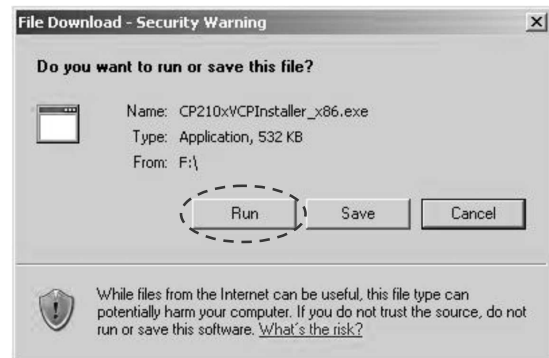 File Download - Security Warning
Do you want to run or save this file?
Name: CP210xVCPInstaller_x86.exe
Type: Application, 532 KB
From: F:\
Run Save Cancel
While files from the Internet can be useful, this file type can
potentially harm your computer. If you do not trust the source, do not
run or save this software. What's the risk?